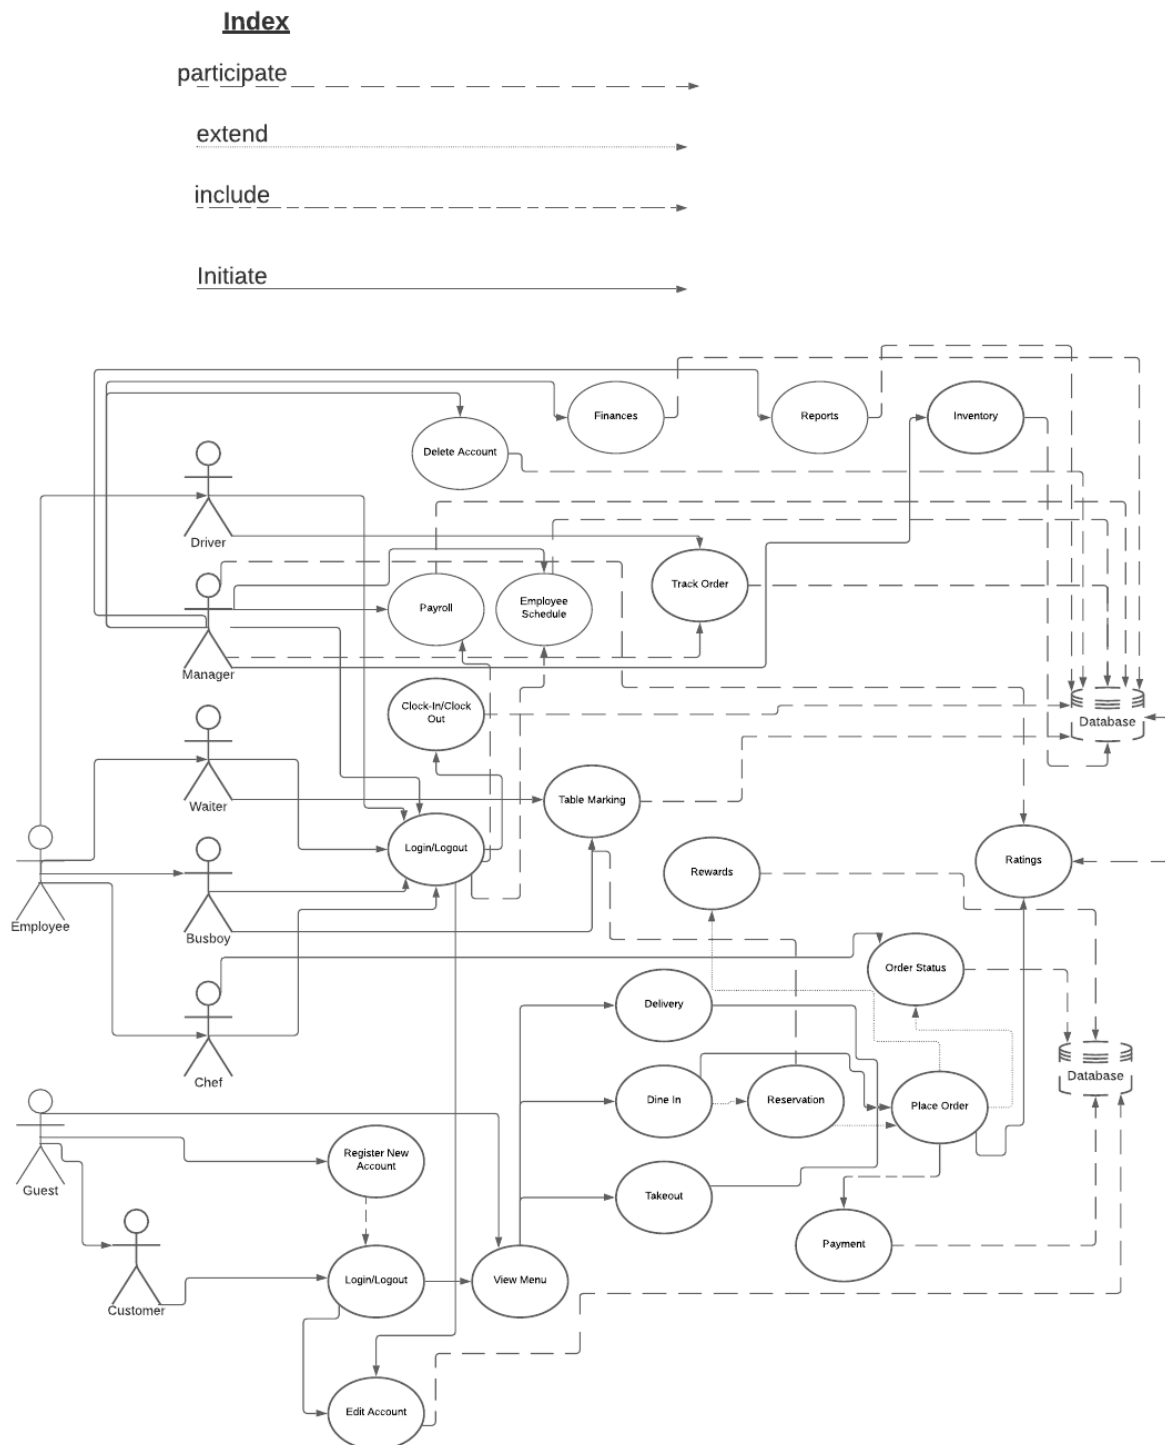 Index
participate
extend
include
Initiate
Finances
Reports
Inventory
Delete Account
Driver
Track Order
Payroll
Employee
Schedule
Manager
Clock-In/Clock
Out
Database
Waiter
Table Marking
Login/Logout
Ratings
Rewards
Employee
Busboy
Order Status
Delivery
Chef
Database
Dine In
Reservation
Place Order
Register New
Account
Guest
Takeout
Payment
Customer
Login/Logout
View Menu
Edit Account